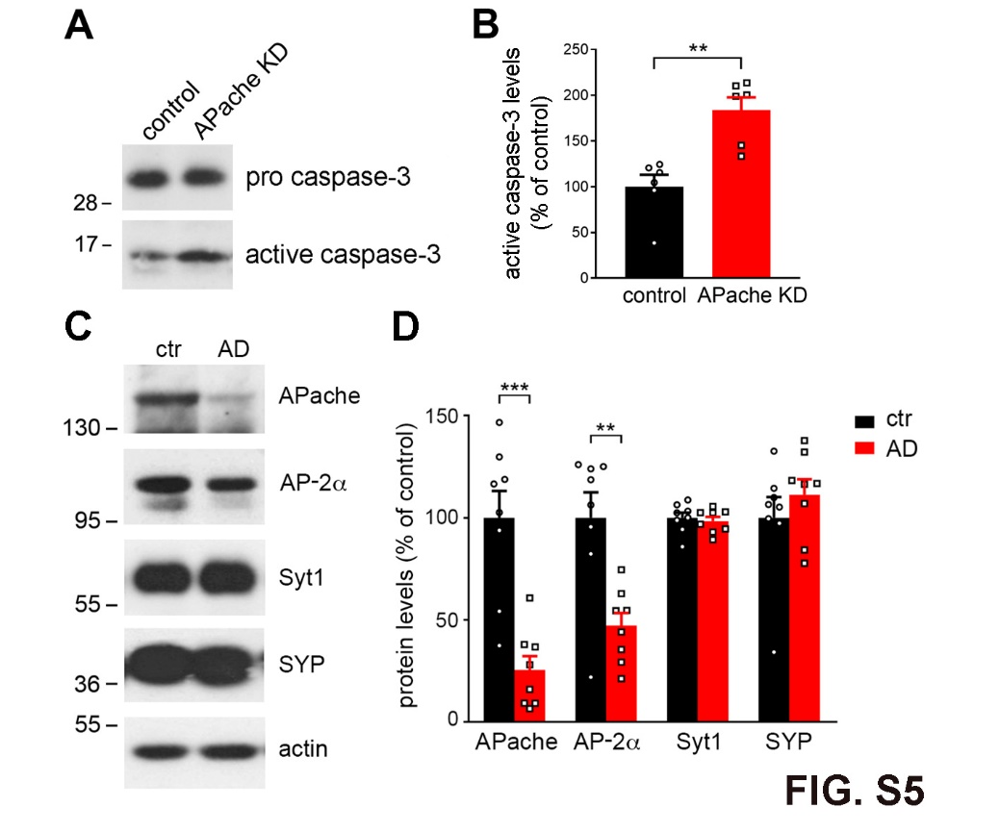 A
control
APache KD
pro caspase-3
28 –
17 –
active caspase-3
B
active caspase-3 levels
(% of control)
250
200
150
100
50
0
**
control
APache KD
C
ctr
AD
APache
130 –
AP-2α
95 –
Syt1
55 –
SYP
36 –
55 –
actin
D
protein levels (% of control)
150
100
50
0
***
**
ctr
AD
APache
AP-2α
Syt1
SYP
FIG. S5